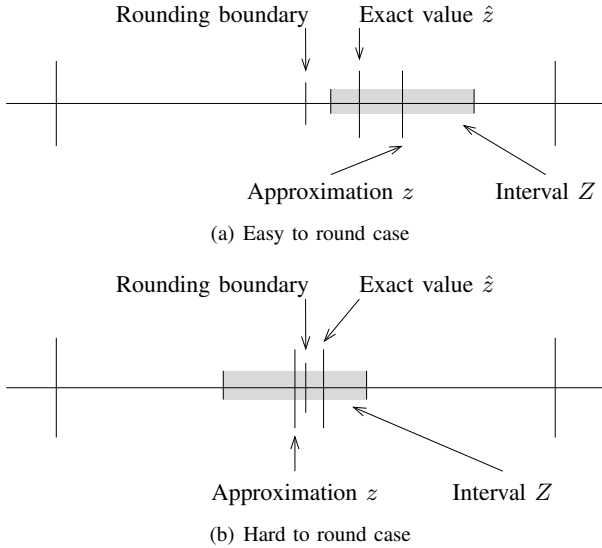 Rounding boundary Exact value ẑ
Approximation z Interval Z
(a) Easy to round case
Rounding boundary Exact value ẑ
Approximation z Interval Z
(b) Hard to round case